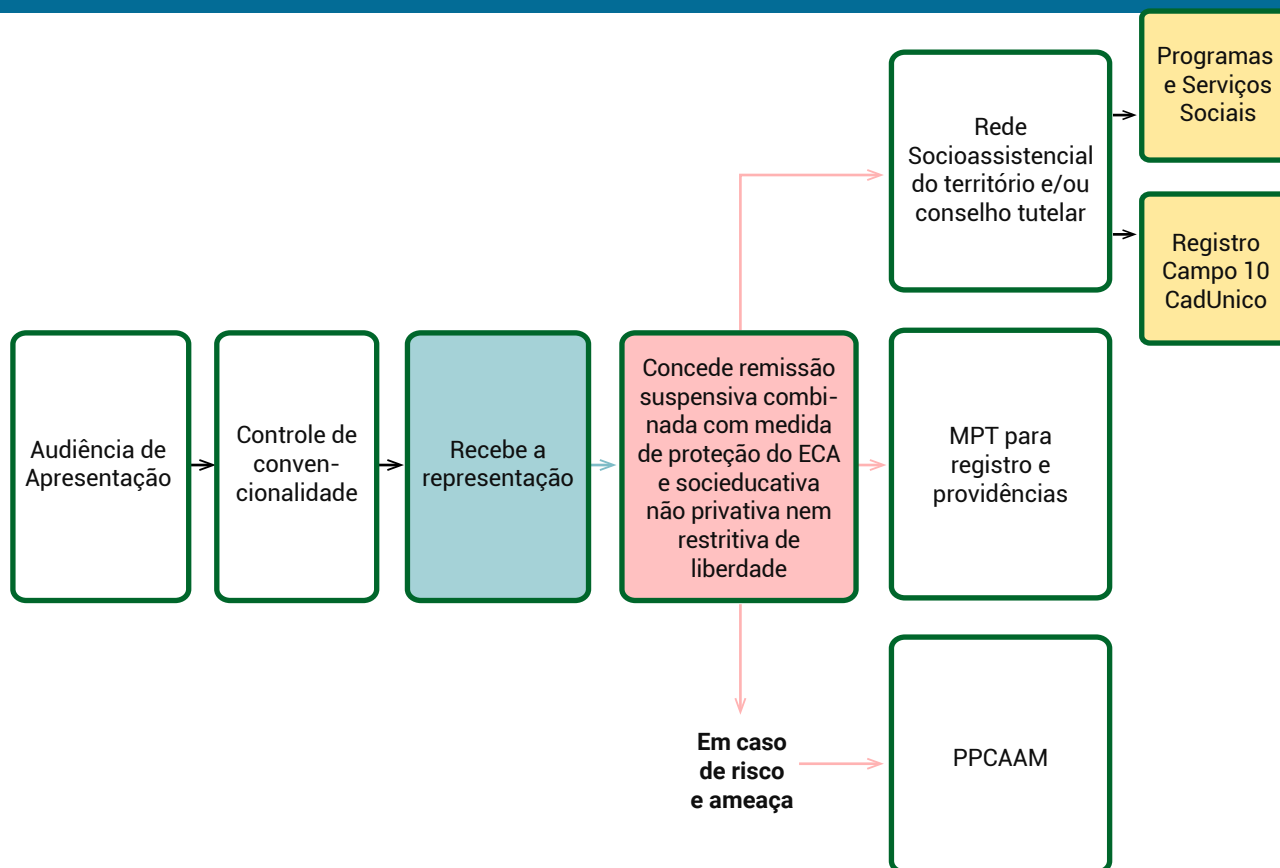 Programas
e Serviços
Sociais
Rede
Socioassistencial
do território e/ou
conselho tutelar
Registro
Campo 10
CadUnico
Audiência de
Apresentação
Controle de
conven-
cionalidade
Recebe a
representação
Concede remissão
suspensiva combi-
nada com medida
de proteção do ECA
e socieducativa
não privativa nem
restritiva de
liberdade
MPT para
registro e
providências
Em caso
de risco
e ameaça
PPCAAM